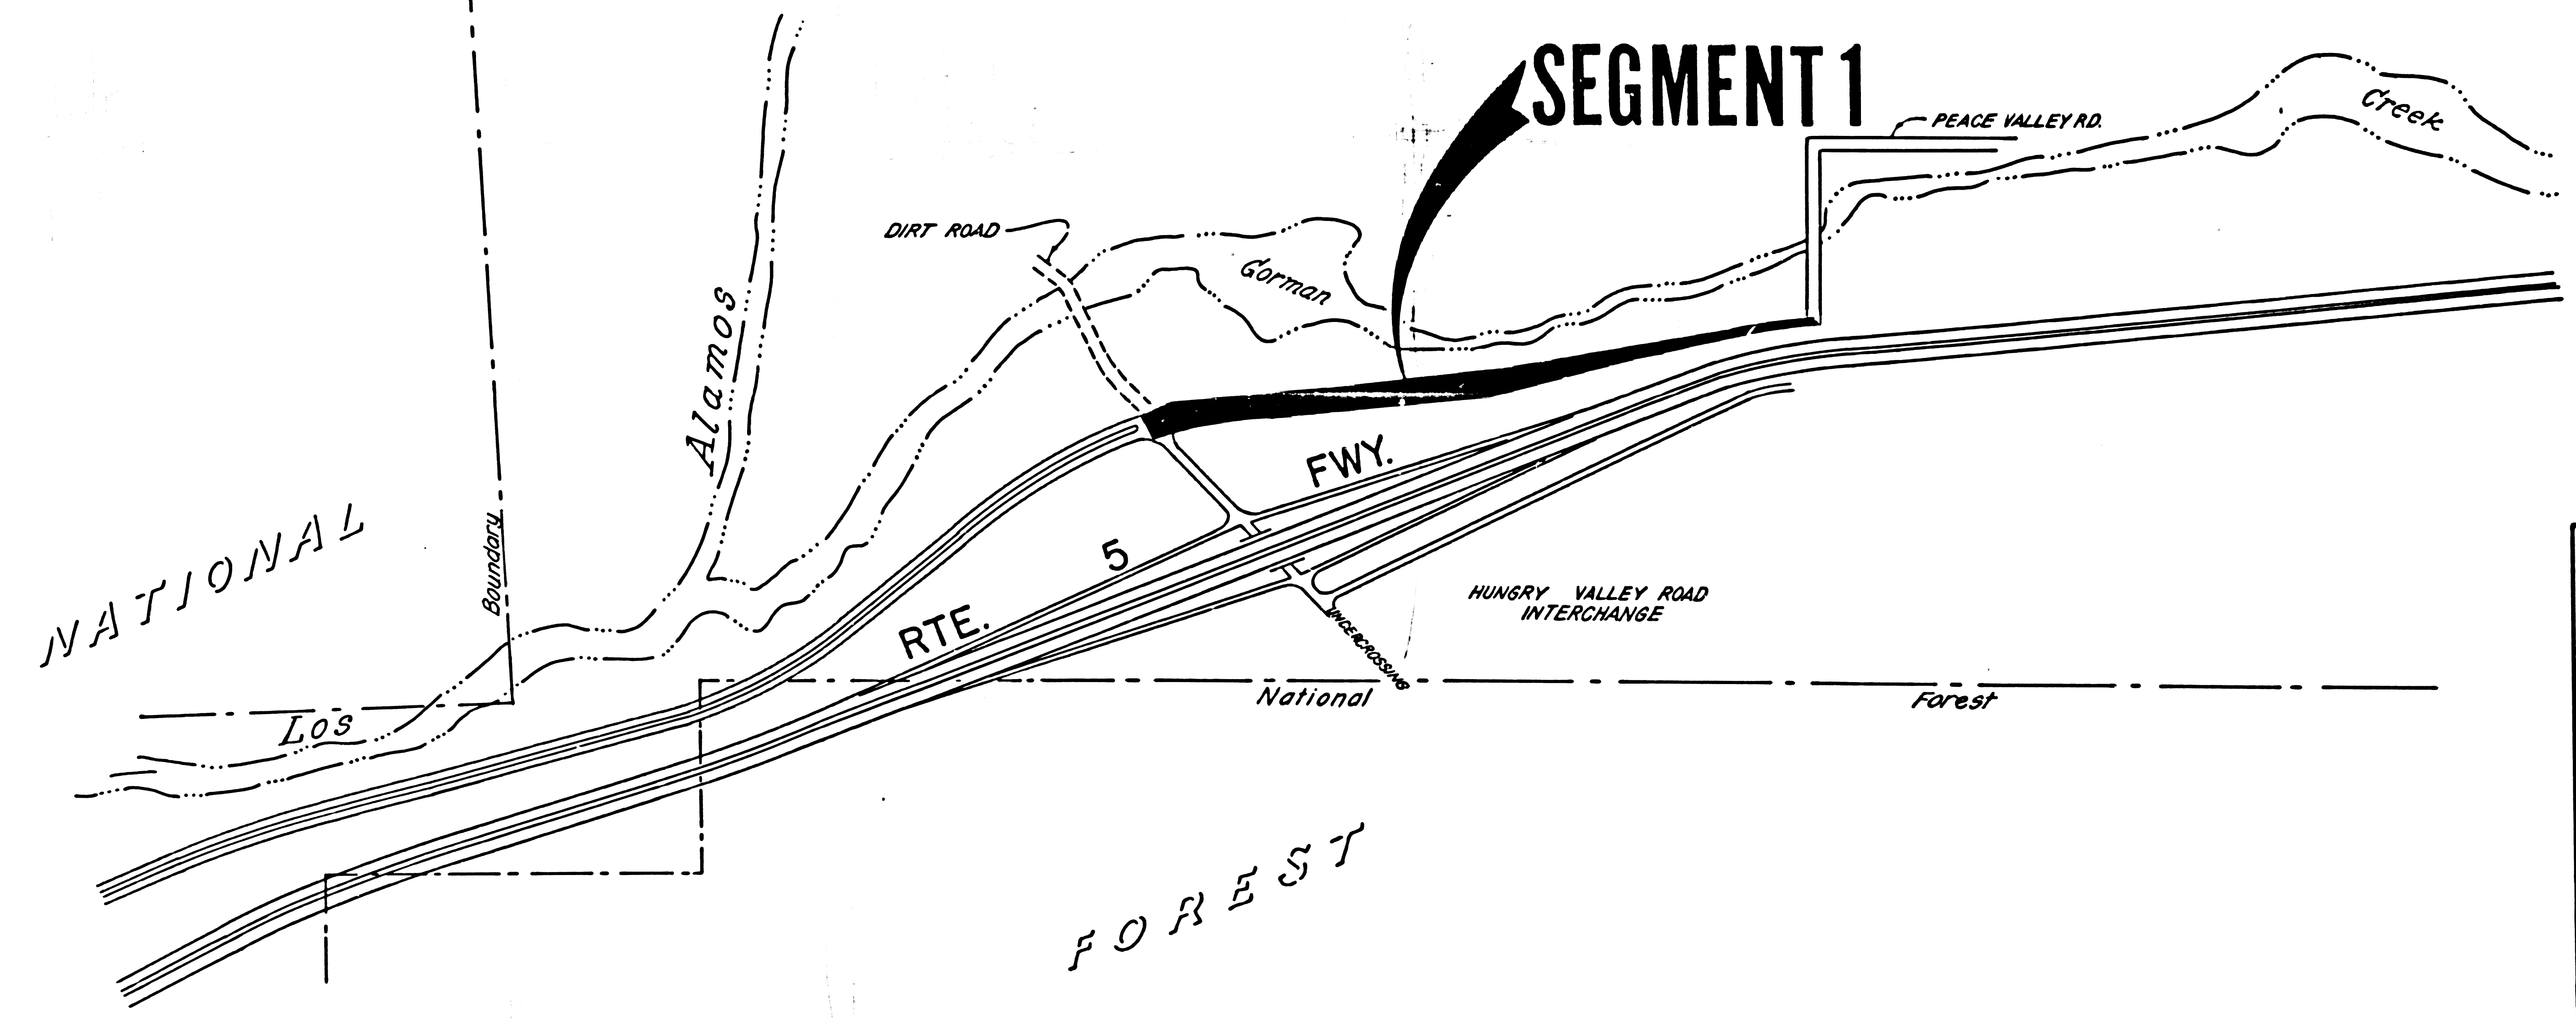 SEGMENT 1
PEACE VALLEY RD.
Creek
DIRT ROAD
Gorman
Alamos
FWY.
5
RTE.
NATIONAL
Boundary
HUNGRY VALLEY ROAD
INTERCHANGE
UNDERCROSSING
National Forest
Los
FOREST